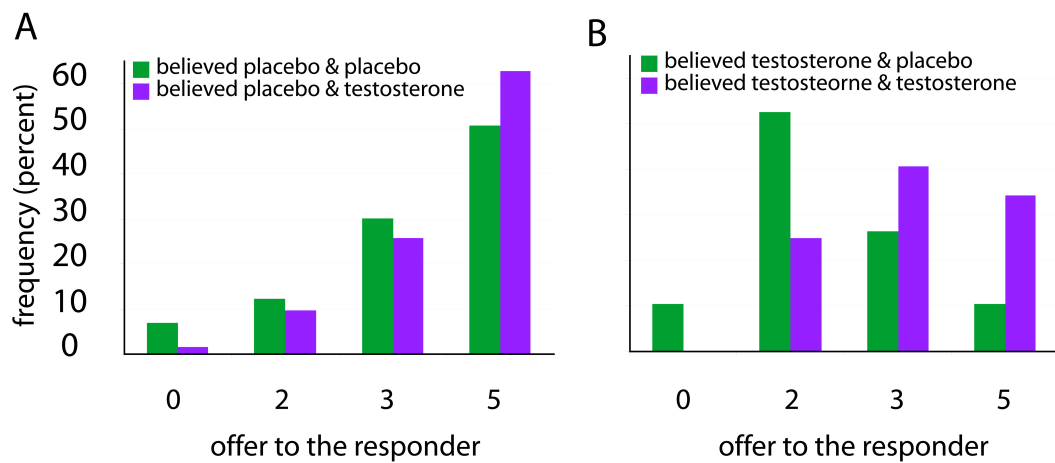 A
believed placebo & placebo
believed placebo & testosterone
frequency (percent)
60
50
40
30
20
10
0
0 2 3 5
offer to the responder
B
believed testosterone & placebo
believed testosteorne & testosterone
0 2 3 5
offer to the responder